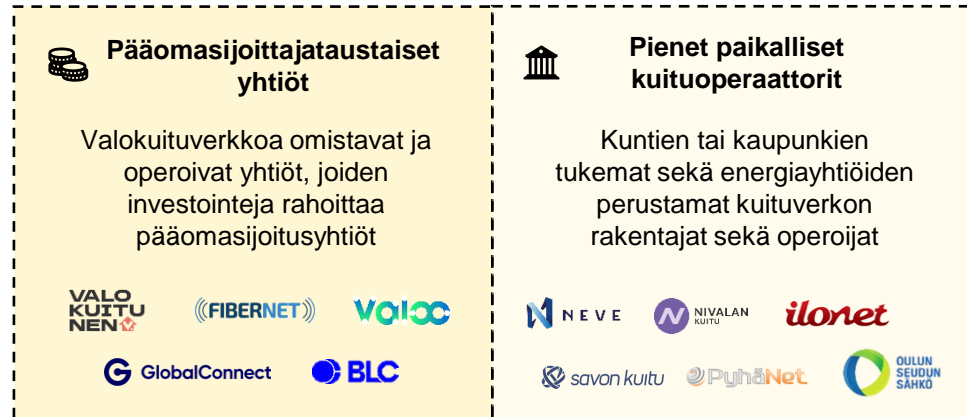 Pääomasijoittajataustaiset
yhtiöt
Valokuituverkkoa omistavat ja
operoivat yhtiöt, joiden
investointeja rahoittaa
pääomasijoitusyhtiöt
VALO
KUITU
NEN
FIBERNET
valoo
GlobalConnect
BLC
Pienet paikalliset
kuituoperaattorit
Kuntien tai kaupunkien
tukemat sekä energiayhtiöiden
perustamat kuituverkon
rakentajat sekä operoijat
NEVE
NIVALAN
KUITU
ilonet
savon kuitu
PyhäNet
OULUN
SEUDUN
SÄHKÖ